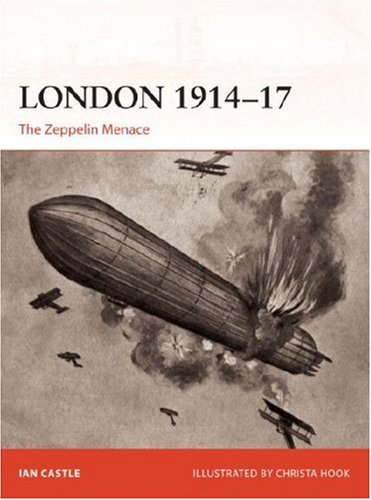 LONDON 1914–17
The Zeppelin Menace
IAN CASTLE
ILLUSTRATED BY CHRISTA HOOK